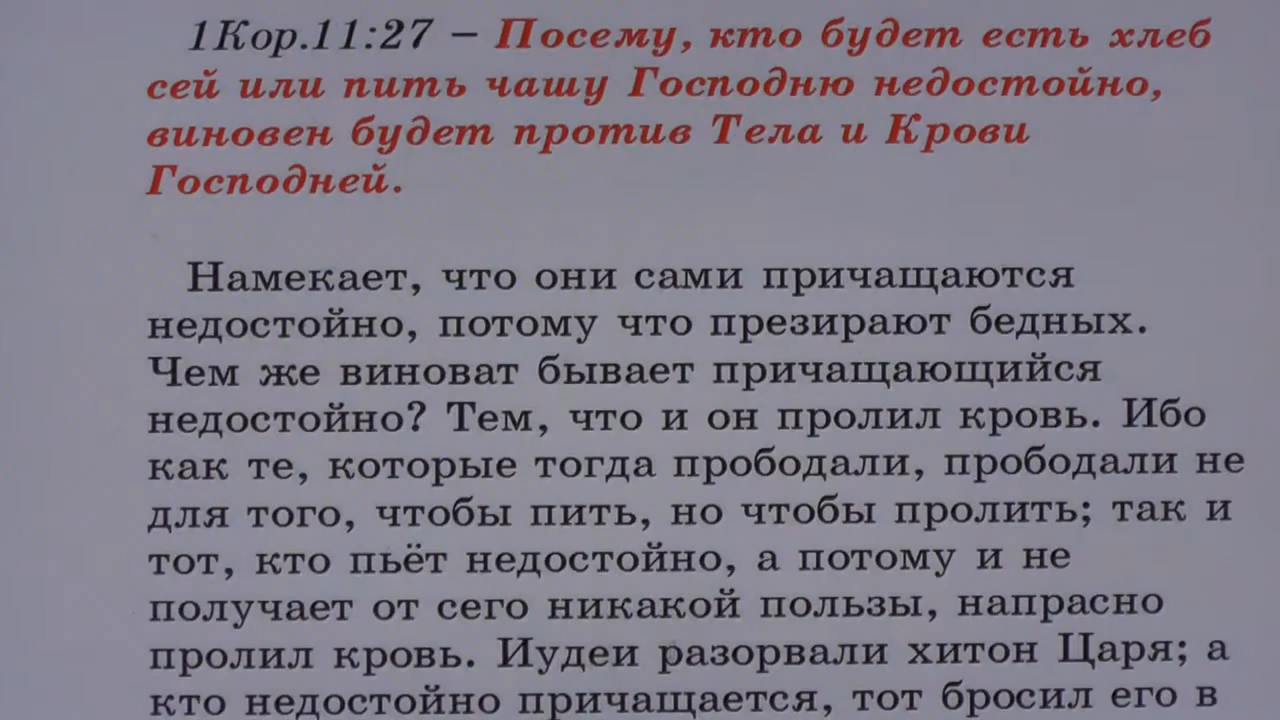 1Кор.11:27 – Посему, кто будет есть хлеб
сей или пить чашу Господню недостойно,
виновен будет против Тела и Крови
Господней.
Намекает, что они сами причащаются
недостойно, потому что презирают бедных.
Чем же виноват бывает причащающийся
недостойно? Тем, что и он пролил кровь. Ибо
как те, которые тогда прободали, прободали не
для того, чтобы пить, но чтобы пролить; так и
тот, кто пьёт недостойно, а потому и не
получает от сего никакой пользы, напрасно
пролил кровь. Иудеи разорвали хитон Царя; а
кто недостойно причащается, тот бросил его в